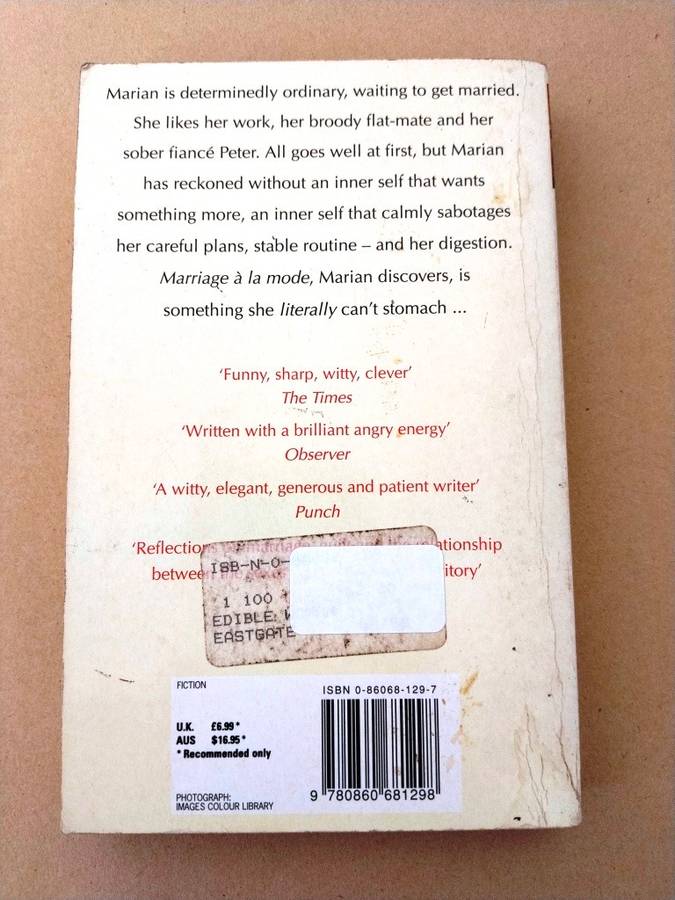 Marian is determinedly ordinary, waiting to get married.
She likes her work, her broody flat-mate and her
sober fiancé Peter. All goes well at first, but Marian
has reckoned without an inner self that wants
something more, an inner self that calmly sabotages
her careful plans, stable routine – and her digestion.
Marriage à la mode, Marian discovers, is
something she literally can't stomach ...
‘Funny, sharp, witty, clever’
The Times
‘Written with a brilliant angry energy’
Observer
‘A witty, elegant, generous and patient writer’
Punch
‘Reflections
between
ISB-N-0-
1 100
EDIBLE W
EASTGATE
FICTION
ISBN 0-86068-129-7
U.K. £6.99*
AUS $16.95*
* Recommended only
PHOTOGRAPH:
IMAGES COLOUR LIBRARY
9 780860 681298